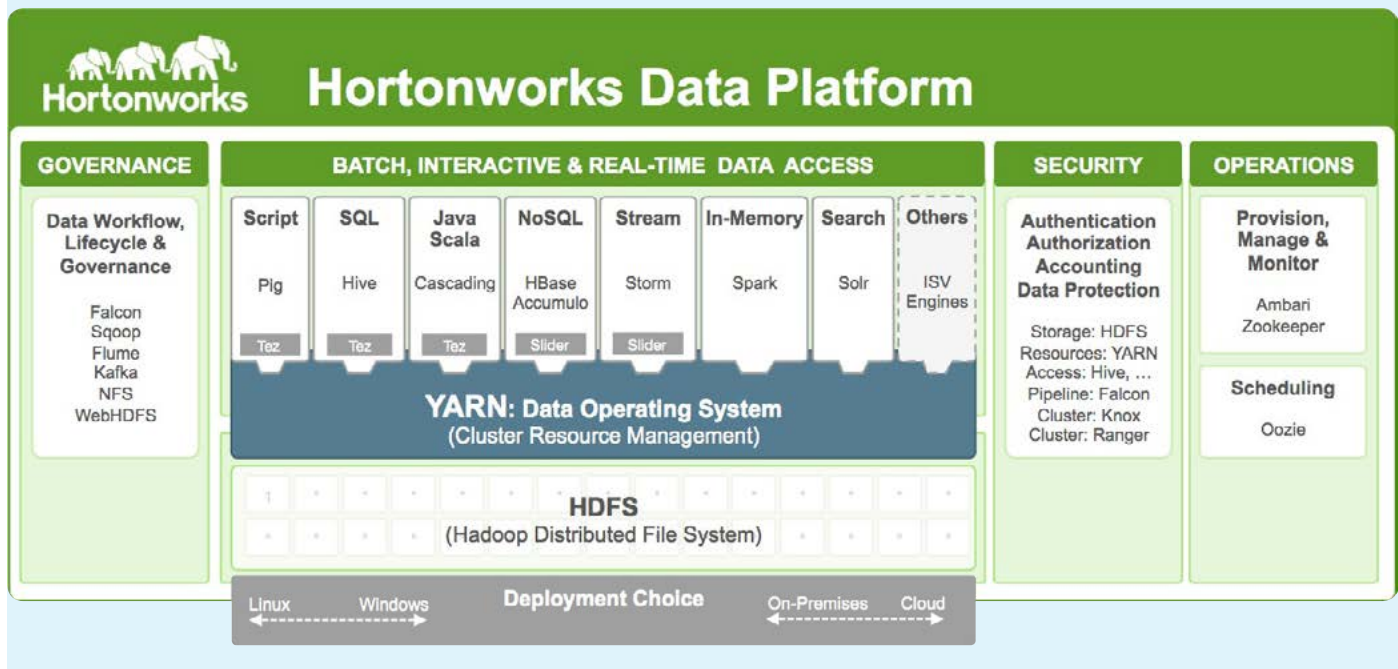 Hortonworks
Hortonworks Data Platform
GOVERNANCE
Data Workflow,
Lifecycle &
Governance
Falcon
Sqoop
Flume
Kafka
NFS
WebHDFS
BATCH, INTERACTIVE & REAL-TIME DATA ACCESS
Script
Pig
Tez
SQL
Hive
Tez
Java
Scala
Cascading
Tez
NoSQL
HBase
Accumulo
Slider
Stream
Storm
Slider
In-Memory
Spark
Search
Solr
Others
ISV
Engines
YARN: Data Operating System
(Cluster Resource Management)
1
HDFS
(Hadoop Distributed File System)
Deployment Choice
Linux
Windows
On-Premises
Cloud
SECURITY
Authentication
Authorization
Accounting
Data Protection
Storage: HDFS
Resources: YARN
Access: Hive, ...
Pipeline: Falcon
Cluster: Knox
Cluster: Ranger
OPERATIONS
Provision,
Manage &
Monitor
Ambari
Zookeeper
Scheduling
Oozie